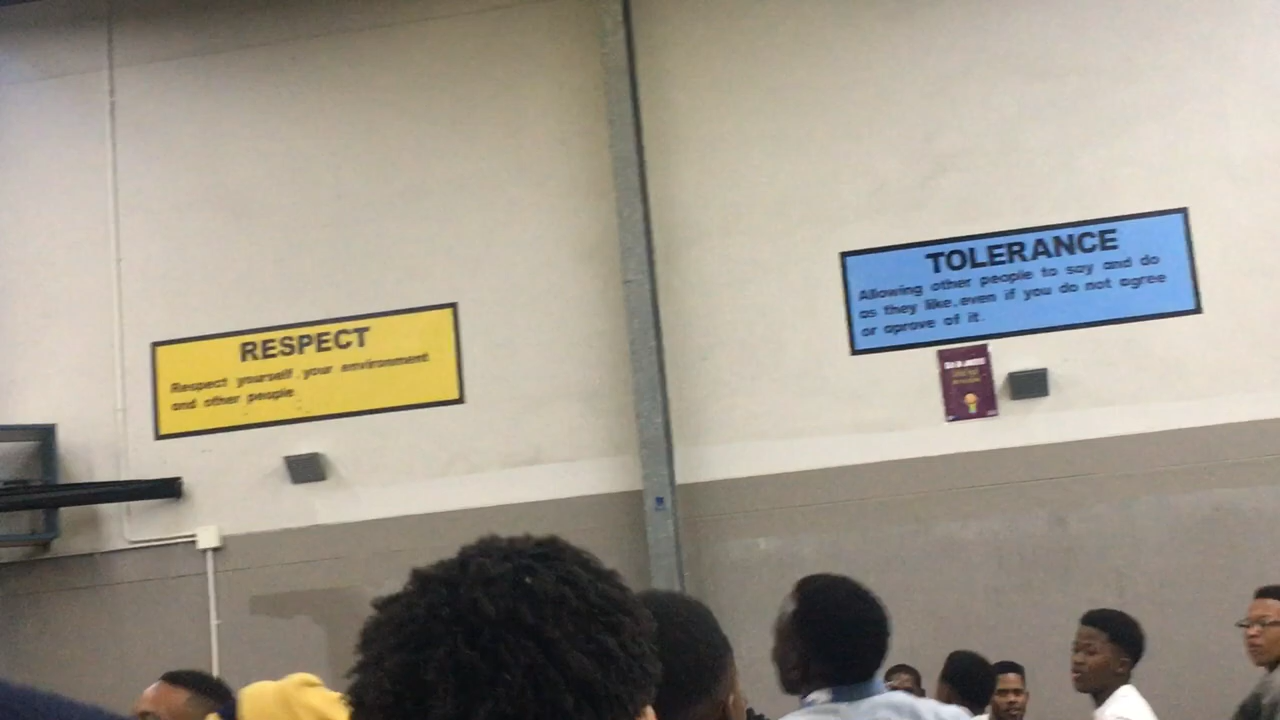 RESPECT
Respect yourself, your environment
and other people
TOLERANCE
Allowing other people to say and do
as they like, even if you do not agree
or aprove of it.